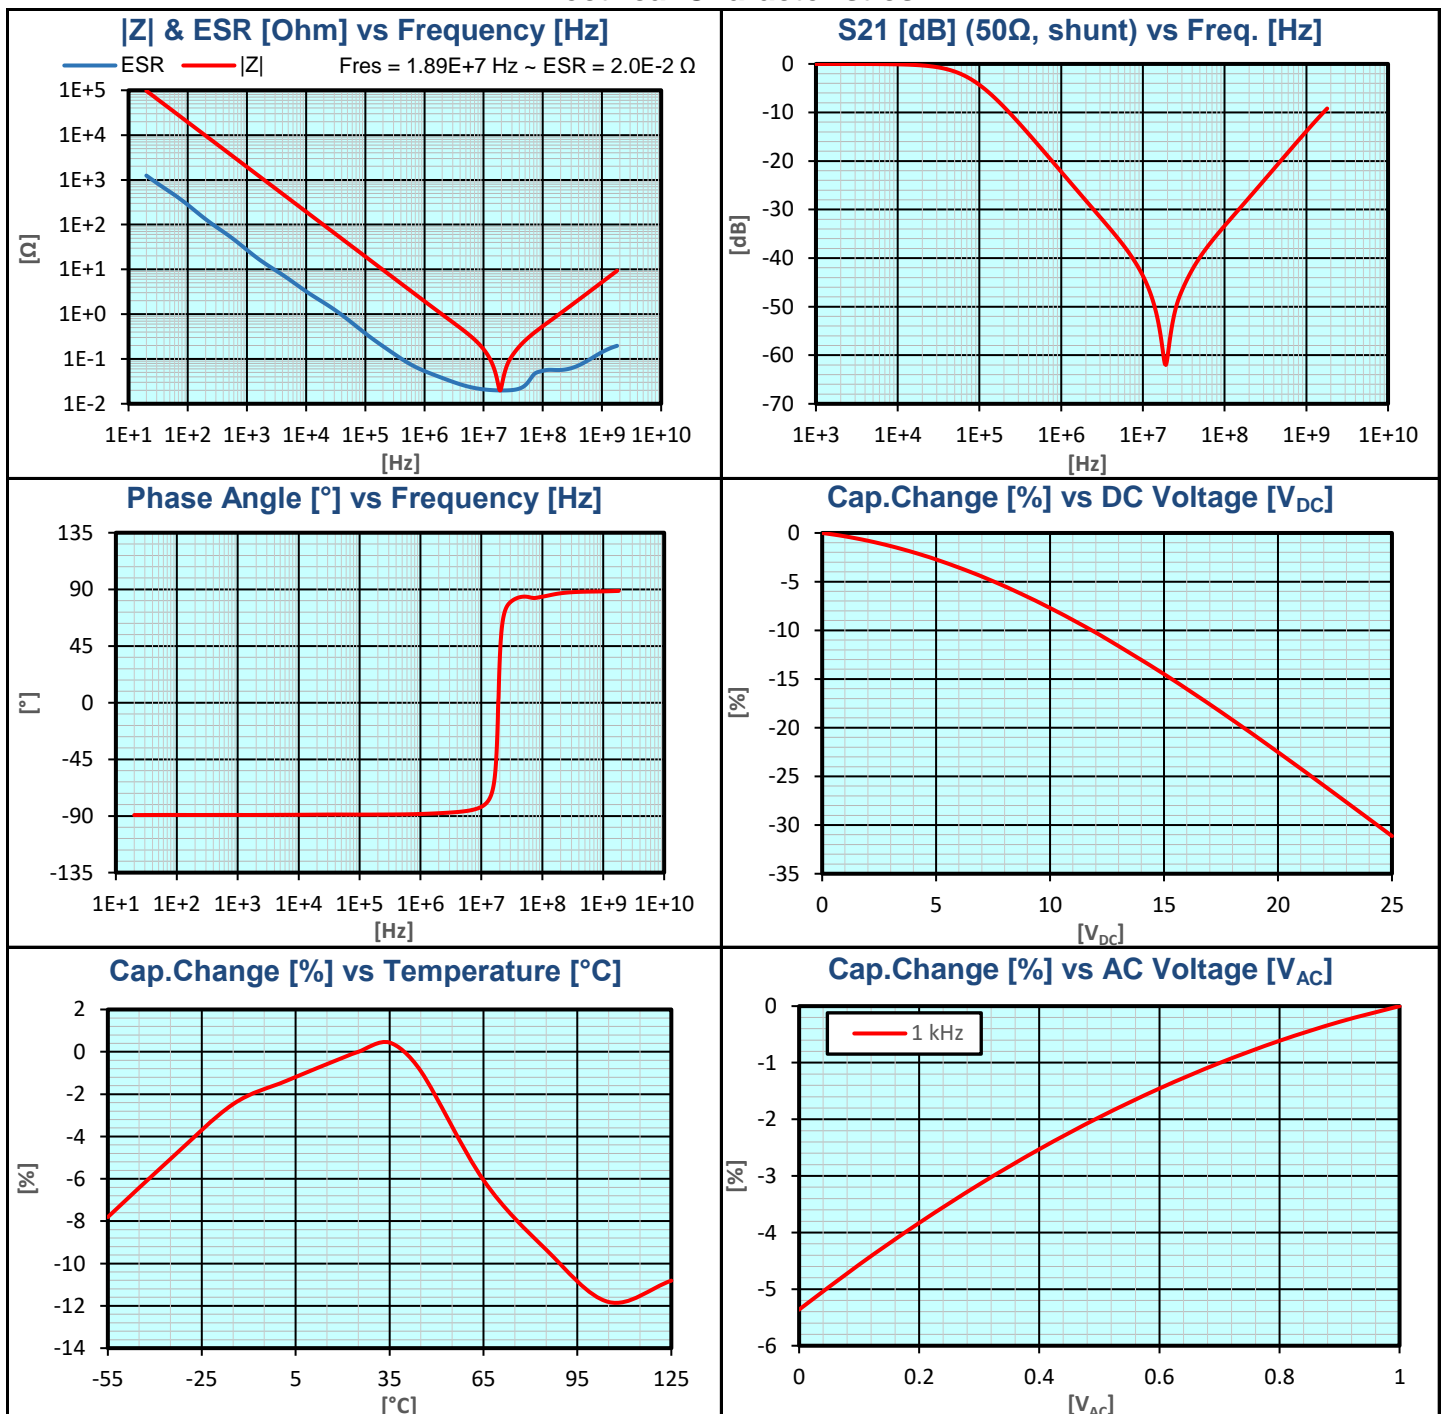 |Z| & ESR [Ohm] vs Frequency [Hz]
ESR |Z| Fres = 1.89E+7 Hz ~ ESR = 2.0E-2 Ω
1E+5
1E+4
1E+3
1E+2
1E+1
1E+0
1E-1
1E-2
[Ω]
1E+1 1E+2 1E+3 1E+4 1E+5 1E+6 1E+7 1E+8 1E+9 1E+10
[Hz]
S21 [dB] (50Ω, shunt) vs Freq. [Hz]
0
-10
-20
-30
-40
-50
-60
-70
[dB]
1E+3 1E+4 1E+5 1E+6 1E+7 1E+8 1E+9 1E+10
[Hz]
Phase Angle [°] vs Frequency [Hz]
135
90
45
0
-45
-90
-135
[°]
1E+1 1E+2 1E+3 1E+4 1E+5 1E+6 1E+7 1E+8 1E+9 1E+10
[Hz]
Cap.Change [%] vs DC Voltage [VDC]
0
-5
-10
-15
-20
-25
-30
-35
[%]
0 5 10 15 20 25
[VDC]
Cap.Change [%] vs Temperature [°C]
2
0
-2
-4
-6
-8
-10
-12
-14
[%]
-55 -25 5 35 65 95 125
[°C]
Cap.Change [%] vs AC Voltage [VAC]
1 kHz
0
-1
-2
-3
-4
-5
-6
[%]
0 0.2 0.4 0.6 0.8 1
[VAC]